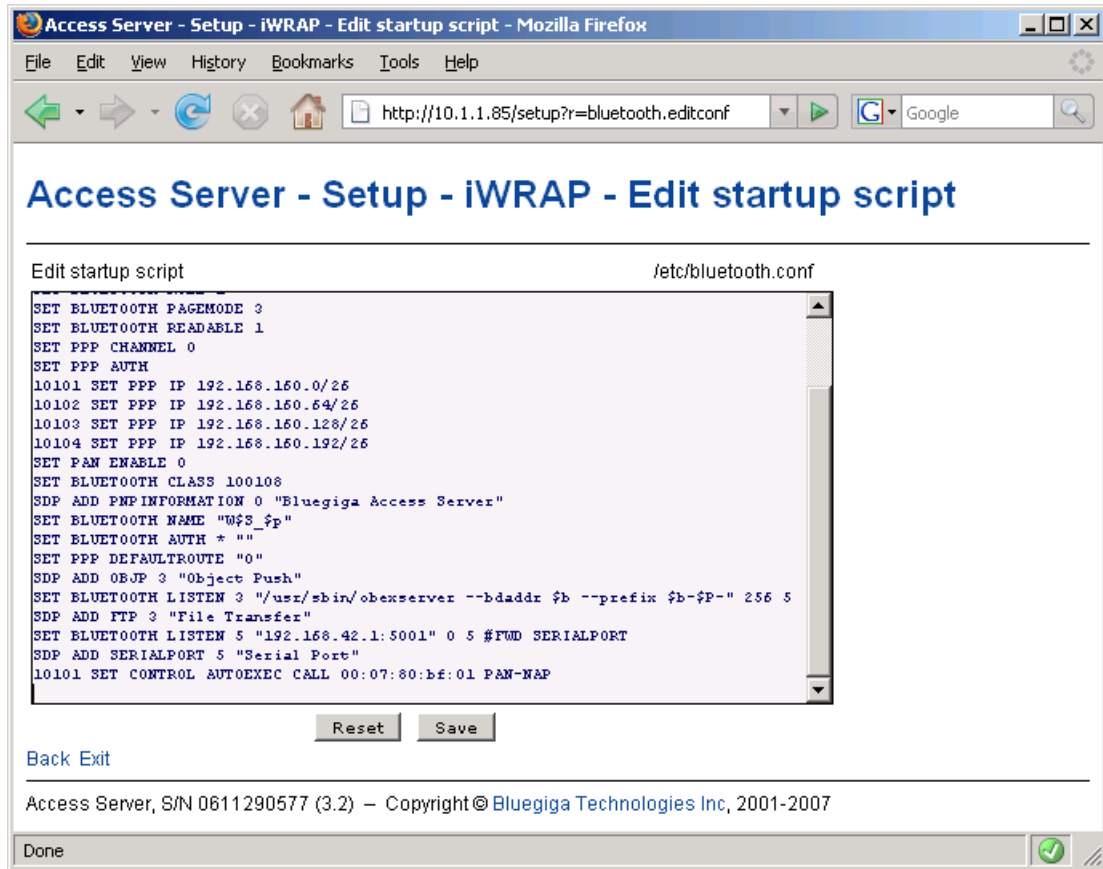 Access Server - Setup - iWRAP - Edit startup script - Mozilla Firefox
File Edit View History Bookmarks Tools Help
http://10.1.1.85/setup?r=bluetooth.editconf
G Google
Access Server - Setup - iWRAP - Edit startup script
Edit startup script /etc/bluetooth.conf
SET BLUETOOTH PAGEMODE 3
SET BLUETOOTH READABLE 1
SET PPP CHANNEL 0
SET PPP AUTH
10101 SET PPP IP 192.168.160.0/26
10102 SET PPP IP 192.168.160.64/26
10103 SET PPP IP 192.168.160.128/26
10104 SET PPP IP 192.168.160.192/26
SET PAN ENABLE 0
SET BLUETOOTH CLASS 100108
SDP ADD PNPINFORMATION 0 "Bluegiga Access Server"
SET BLUETOOTH NAME "W$S_$p"
SET BLUETOOTH AUTH * ""
SET PPP DEFAULTROUTE "0"
SDP ADD OBJP 3 "Object Push"
SET BLUETOOTH LISTEN 3 "/usr/sbin/obexserver --bdaddr $b --prefix $b-$P-" 256 5
SDP ADD FTP 3 "File Transfer"
SET BLUETOOTH LISTEN 5 "192.168.42.1:5001" 0 5 #FWD SERIALPORT
SDP ADD SERIALPORT 5 "Serial Port"
10101 SET CONTROL AUTOEXEC CALL 00:07:80:bf:01 PAN-NAP
Reset Save
Back Exit
Access Server, S/N 0611290577 (3.2) – Copyright © Bluegiga Technologies Inc, 2001-2007
Done